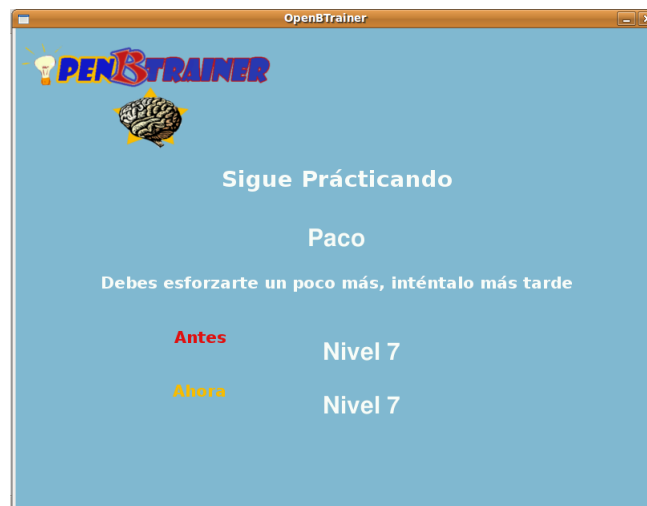 OpenBTrainer
OPENBTRAINER
Sigue Prácticando
Paco
Debes esforzarte un poco más, inténtalo más tarde
Antes
Nivel 7
Ahora
Nivel 7